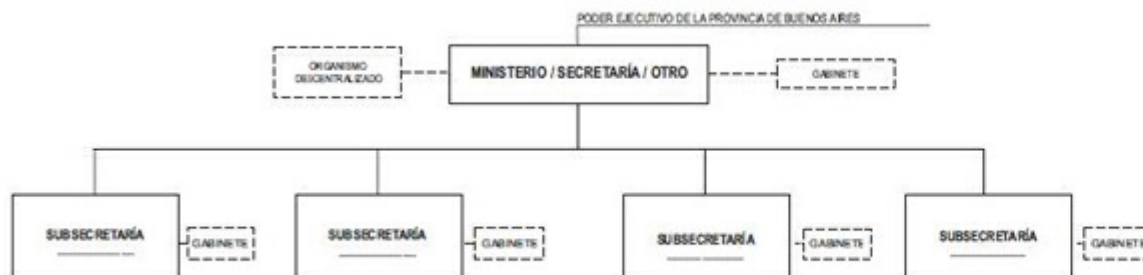 PODER EJECUTIVO DE LA PROVINCIA DE BUENOS AIRES
ORGANISMO
DESCENTRALIZADO
MINISTERIO / SECRETARÍA / OTRO
GABINETE
SUBSECRETARÍA
GABINETE
SUBSECRETARÍA
GABINETE
SUBSECRETARÍA
GABINETE
SUBSECRETARÍA
GABINETE